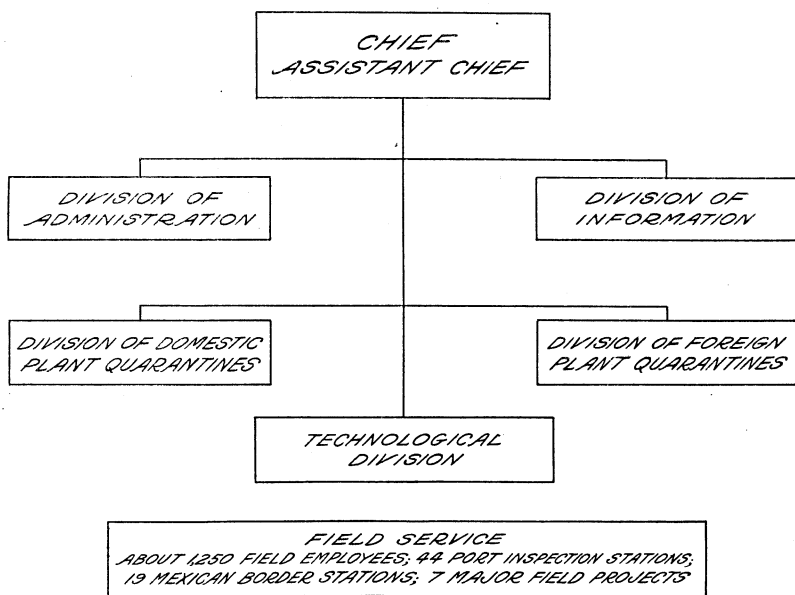 CHIEF
ASSISTANT CHIEF
DIVISION OF
ADMINISTRATION
DIVISION OF
INFORMATION
DIVISION OF DOMESTIC
PLANT QUARANTINES
DIVISION OF FOREIGN
PLANT QUARANTINES
TECHNOLOGICAL
DIVISION
FIELD SERVICE
ABOUT 1,250 FIELD EMPLOYEES; 44 PORT INSPECTION STATIONS;
19 MEXICAN BORDER STATIONS; 7 MAJOR FIELD PROJECTS